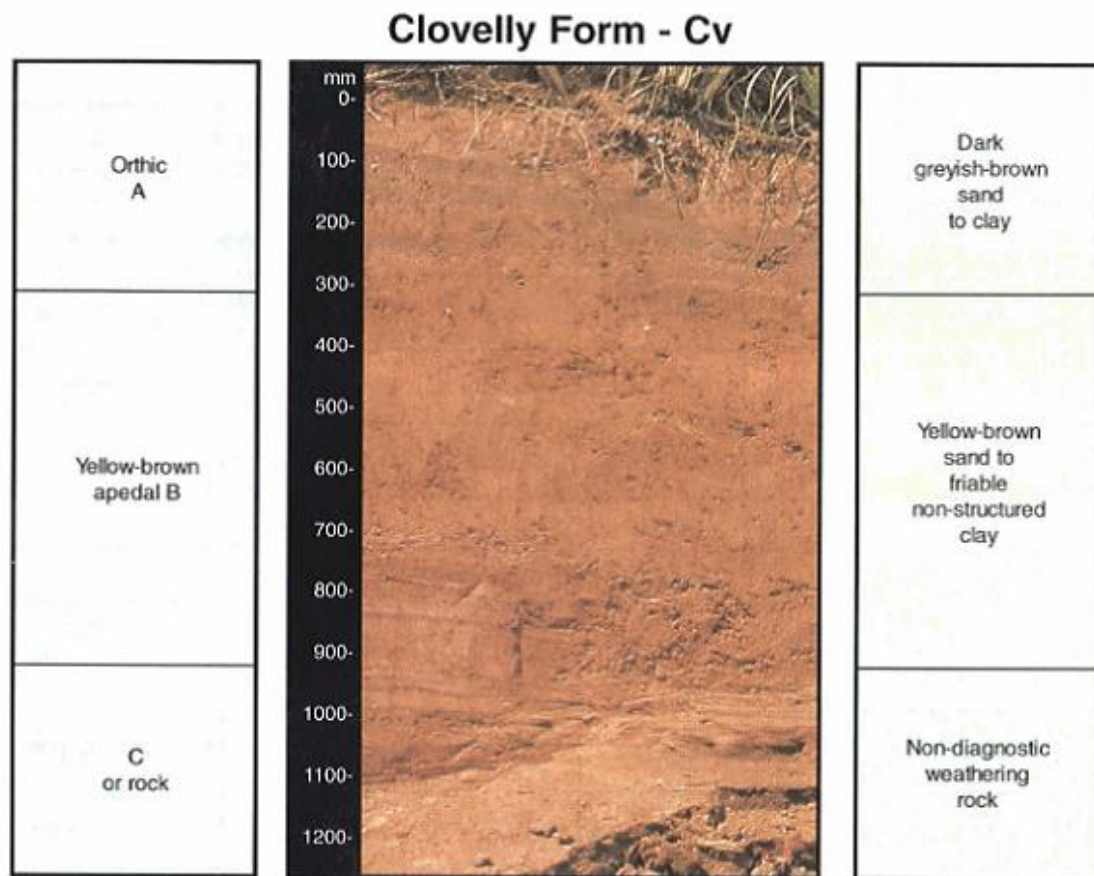 Clovelly Form - Cv
Orthic
A
Yellow-brown
apedal B
C
or rock
mm
0-
100-
200-
300-
400-
500-
600-
700-
800-
900-
1000-
1100-
1200-
Dark
greyish-brown
sand
to clay
Yellow-brown
sand to
friable
non-structured
clay
Non-diagnostic
weathering
rock